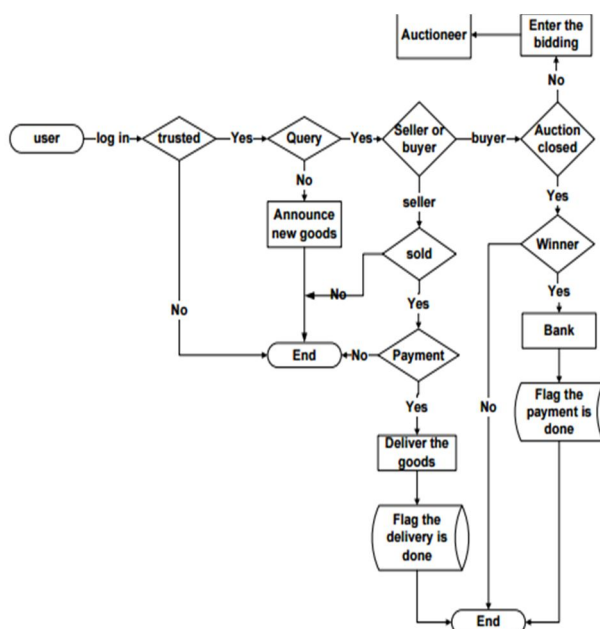 Auctioneer
Enter the
bidding
No
user
log in
trusted
Yes
Query
Yes
Seller or
buyer
buyer
Auction
closed
No
seller
Yes
Announce
new goods
sold
Winner
No
Yes
Yes
No
Bank
End
No
Payment
Yes
No
Flag the
payment is
done
Deliver the
goods
Flag the
delivery is
done
End